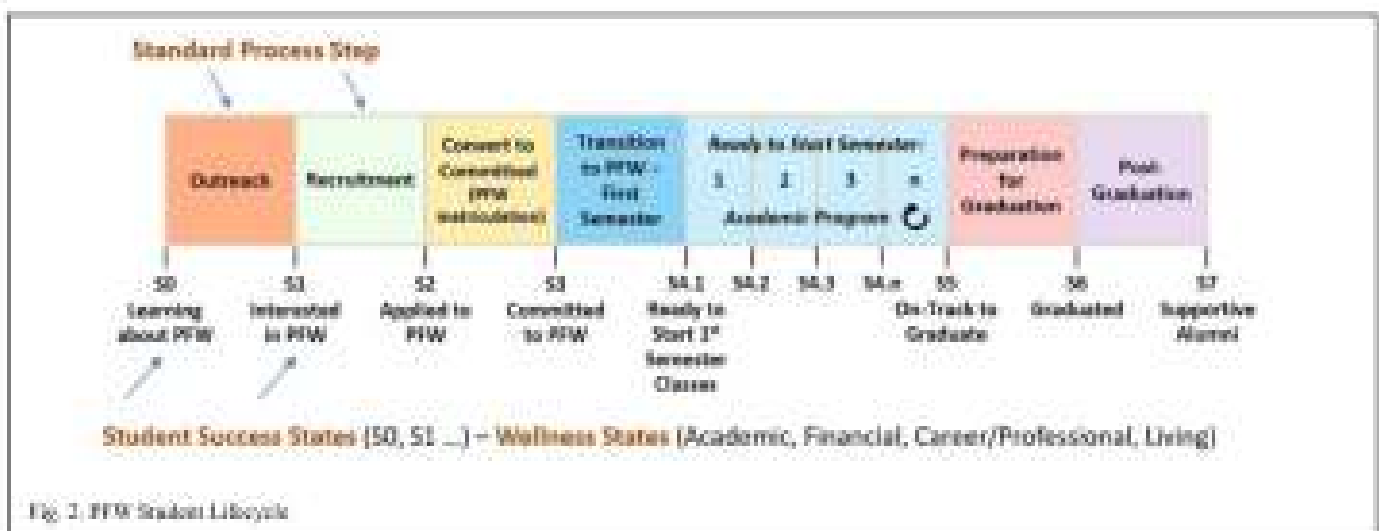 Standard Process Step
Outreach
Recruitment
Convert to
Committed
(PFW
matriculation)
Transition
to PFW -
First
Semester
Ready to Start Semester:
1 2 3 n
Academic Program
Preparation
for
Graduation
Post-
Graduation
S0
Learning
about PFW
S1
Interested
in PFW
S2
Applied to
PFW
S3
Committed
to PFW
S4.1
Ready to
Start 1st
Semester
Classes
S4.2
S4.3
S4.n
S5
On-Track to
Graduate
S6
Graduated
S7
Supportive
Alumni
Student Success States (S0, S1 ...) – Wellness States (Academic, Financial, Career/Professional, Living)
Fig. 2. PFW Student Lifecycle